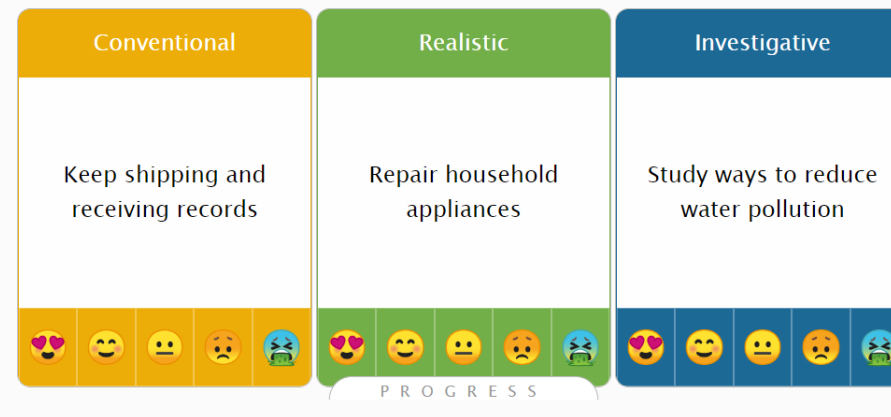 Conventional
Realistic
Investigative
Keep shipping and
receiving records
Repair household
appliances
Study ways to reduce
water pollution
PROGRESS